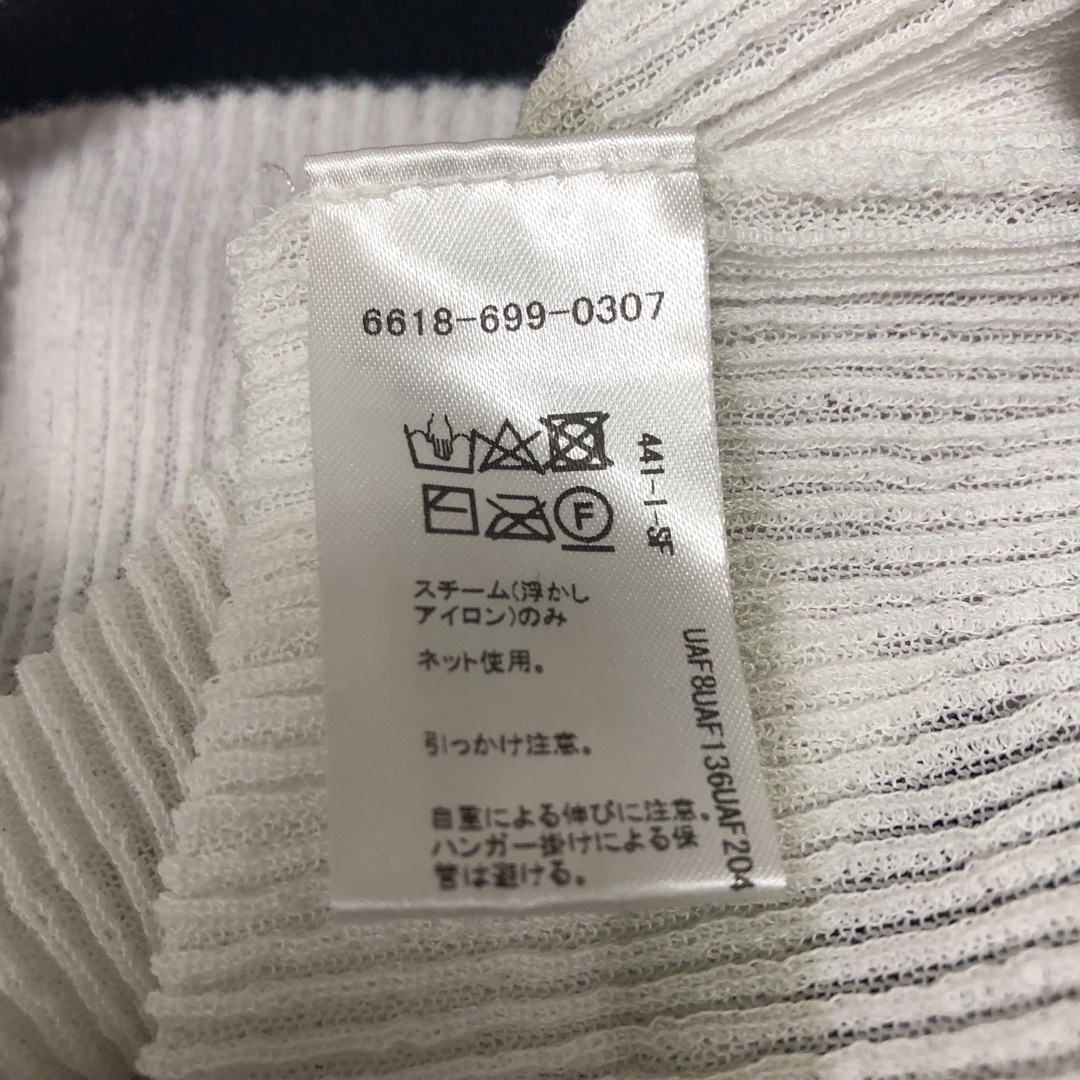 6618-699-0307
441-1-SF
F
スチーム(浮かし
アイロン)のみ
ネット使用。
引っかけ注意。
自重による伸びに注意。
ハンガー掛けによる保
管は避ける。
UAF8UAF136UAF204